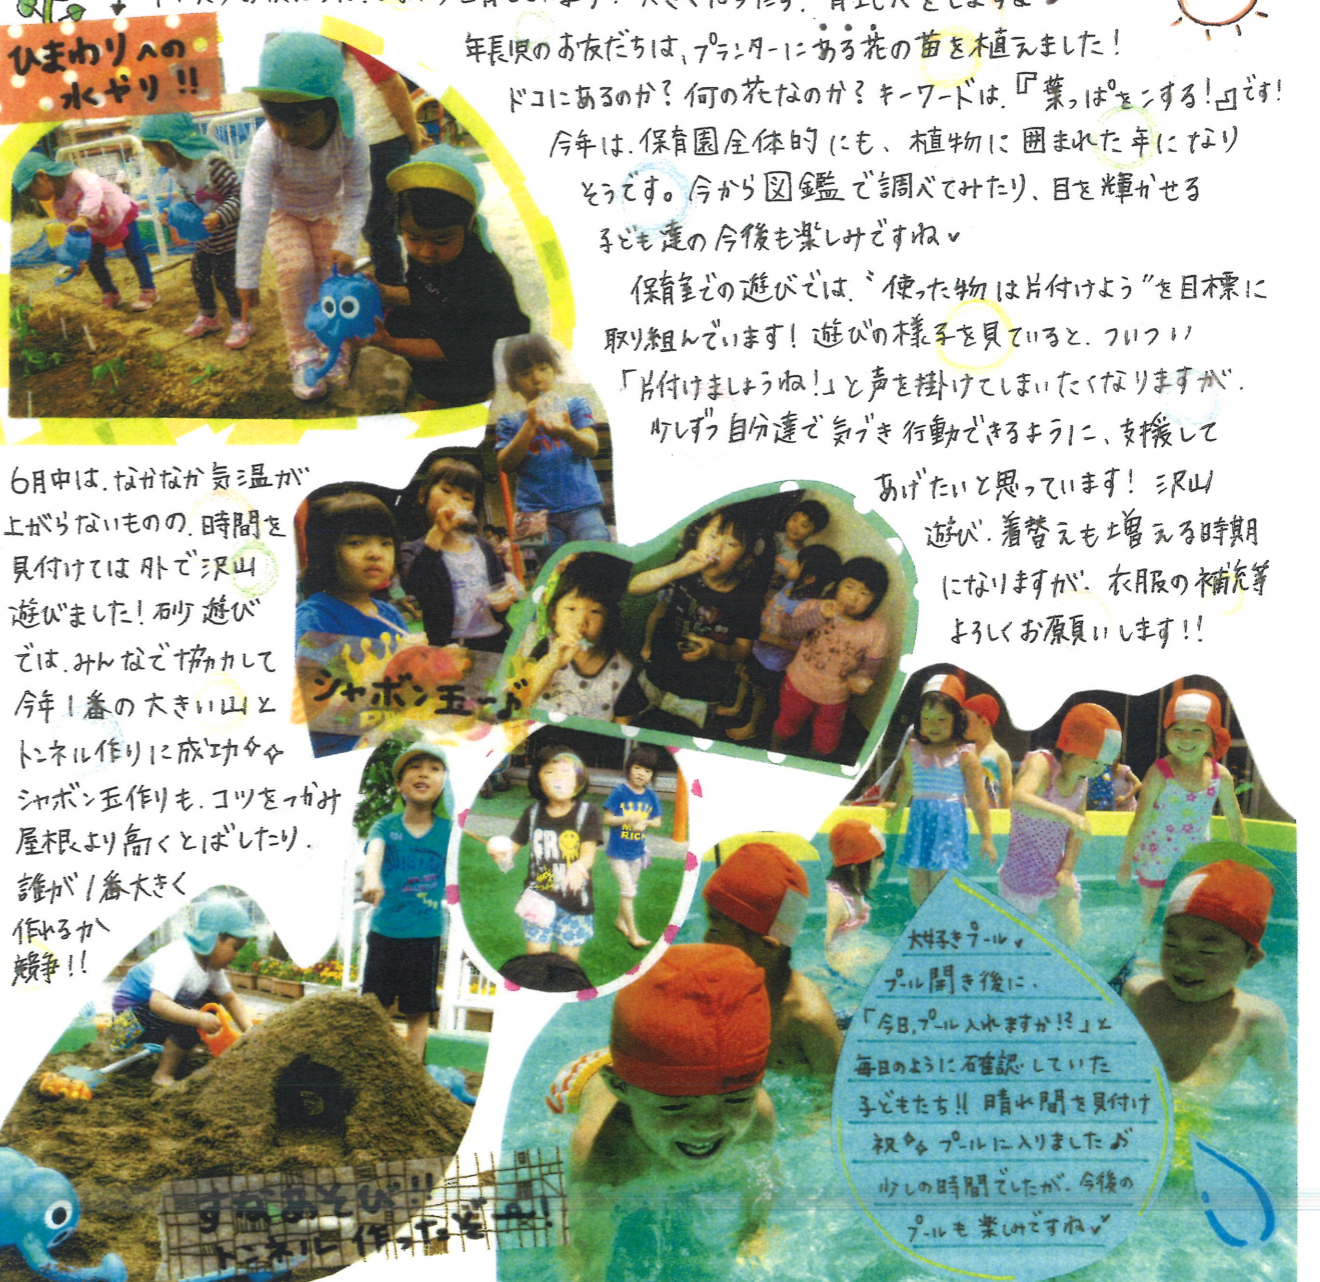 ひまわりへの
水やり!!
年長児のお友だちは、プランターにある花の苗を植えました!
ドコにあるのか?何の花なのか?キーワードは、『葉っぱをこする!』です!
今年は、保育園全体的にも、植物に囲まれた年になり
そうです。今から図鑑で調べてみたり、目を輝かせる
子ども達の今後も楽しみですね♥
保育室での遊びでは、“使った物は片付けよう”を目標に
取り組んでいます!遊びの様子を見ていると、ついつい
「片付けましょうね!」と声を掛けてしまいたくなりますが、
少しずつ自分達で気づき行動できるように、支援して
あげたいと思っています!沢山
遊び、着替えも増える時期
になりますが、衣服の補充等
よろしくお願いします!!
6月中は、なかなか気温が
上がらないものの、時間を
見付けては外で沢山
遊びました!砂遊び
では、みんなで協力して
今年1番の大きい山と
トンネル作りに成功✧✧
シャボン玉作りも、コツをつかみ
屋根より高くとばしたり、
誰が1番大きく
作れるか
競争!!
シャボン玉〜♪
大好きプール♥
プール開き後に、
「今日、プール入れますか!?」と
毎日のように確認していた
子どもたち!!晴れ間を見付け
祝✧✧プールに入りました♪
少しの時間でしたが、今後の
プールも楽しみですね♥
すなあそび!!
トンネル作ったぞー!